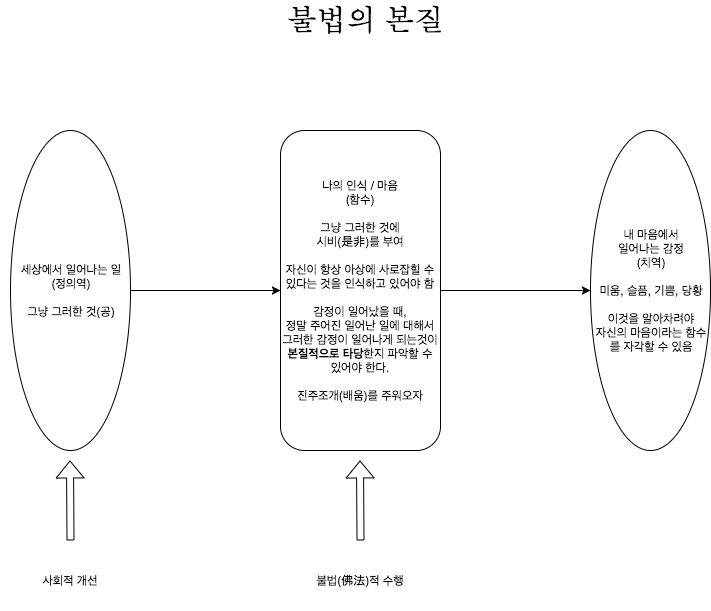 불법의 본질
세상에서 일어나는 일
(정의역)
그냥 그러한 것(공)
나의 인식 / 마음
(함수)
그냥 그러한 것에
시비(是非)를 부여
자신이 항상 아상에 사로잡힐 수
있다는 것을 인식하고 있어야 함
감정이 일어났을 때,
정말 주어진 일어난 일에 대해서
그러한 감정이 일어나게 되는것이
본질적으로 타당한지 파악할 수
있어야 한다.
진주조개(배움)를 주워오자
내 마음에서
일어나는 감정
(치역)
미움, 슬픔, 기쁨, 당황
이것을 알아차려야
자신의 마음이라는 함수
를 자각할 수 있음
사회적 개선
불법(佛法)적 수행